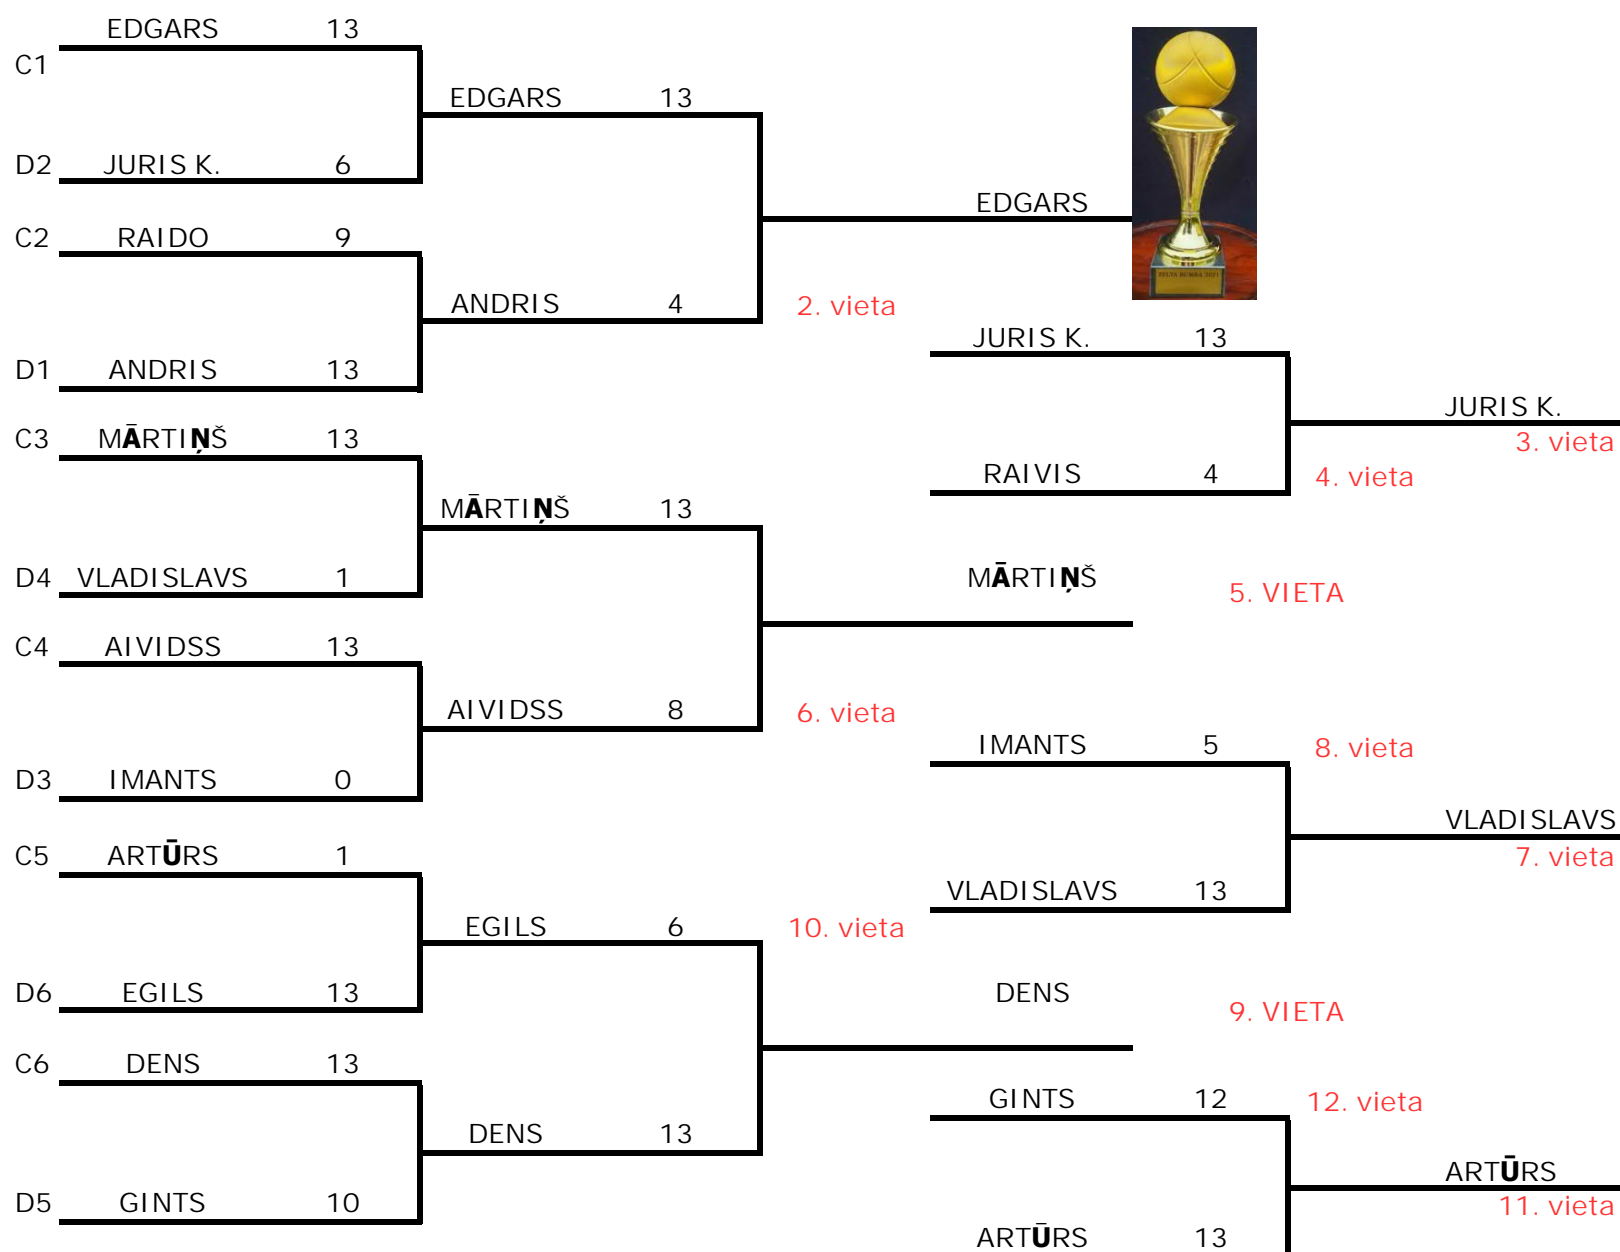 EDGARS 13
C1
EDGARS 13
D2 JURIS K. 6
EDGARS
C2 RAIDO 9
ZELTA BUMBA 2021
ANDRIS 4 2. vieta
JURIS K. 13
D1 ANDRIS 13
JURIS K.
C3 MĀRTIŅŠ 13
3. vieta
RAIVIS 4 4. vieta
MĀRTIŅŠ 13
D4 VLADISLAVS 1
MĀRTIŅŠ 5. VIETA
C4 AIVIDSS 13
AIVIDSS 8 6. vieta
IMANTS 5 8. vieta
D3 IMANTS 0
VLADISLAVS
C5 ARTŪRS 1
7. vieta
VLADISLAVS 13
EGILS 6 10. vieta
D6 EGILS 13
DENS 9. VIETA
C6 DENS 13
GINTS 12 12. vieta
DENS 13
ARTŪRS
D5 GINTS 10
11. vieta
ARTŪRS 13